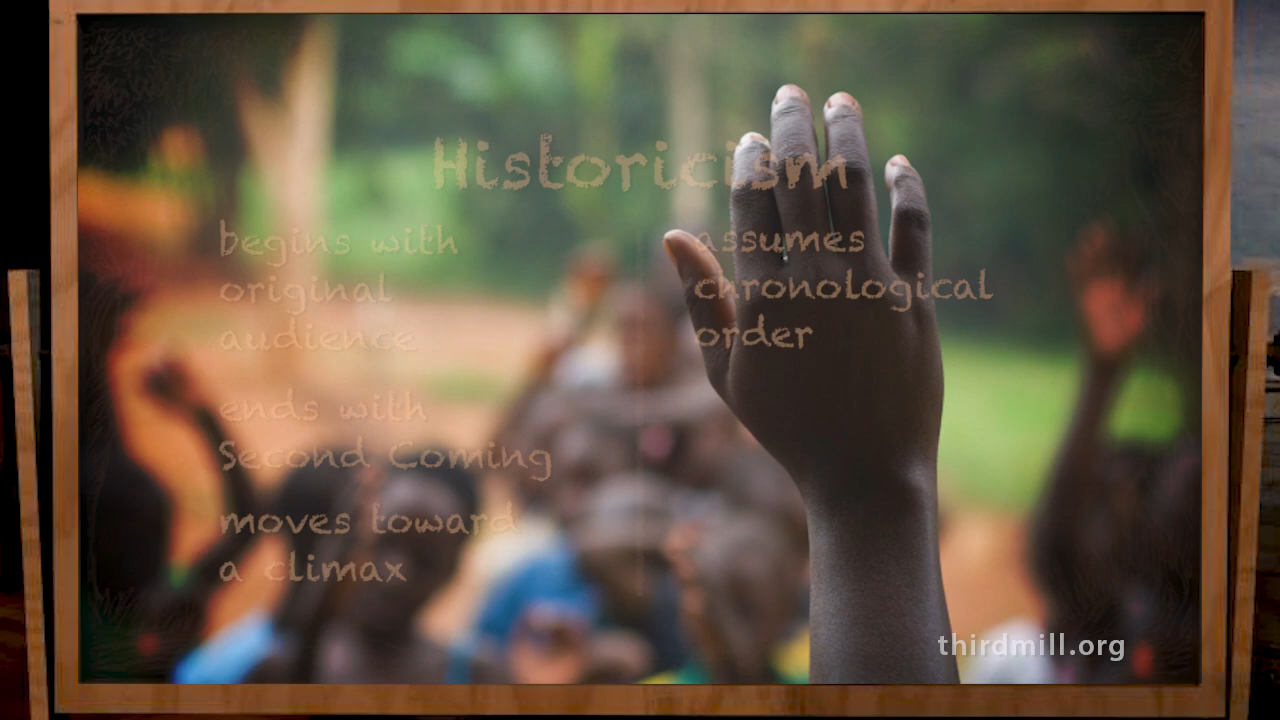 Historicism
begins with
original
audience
ends with
Second Coming
moves toward
a climax
assumes
chronological
order
thirdmill.org